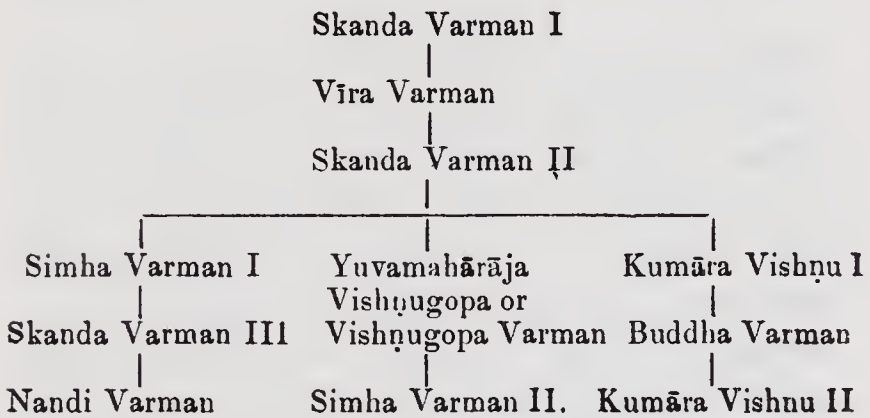 Skanda Varman I
Vīra Varman
Skanda Varman II
Simha Varman I Yuvamahārāja Kumāra Vishṇu I
Vishṇugopa or
Skanda Varman III Vishṇugopa Varman Buddha Varman
Nandi Varman Simha Varman II. Kumāra Vishnu II